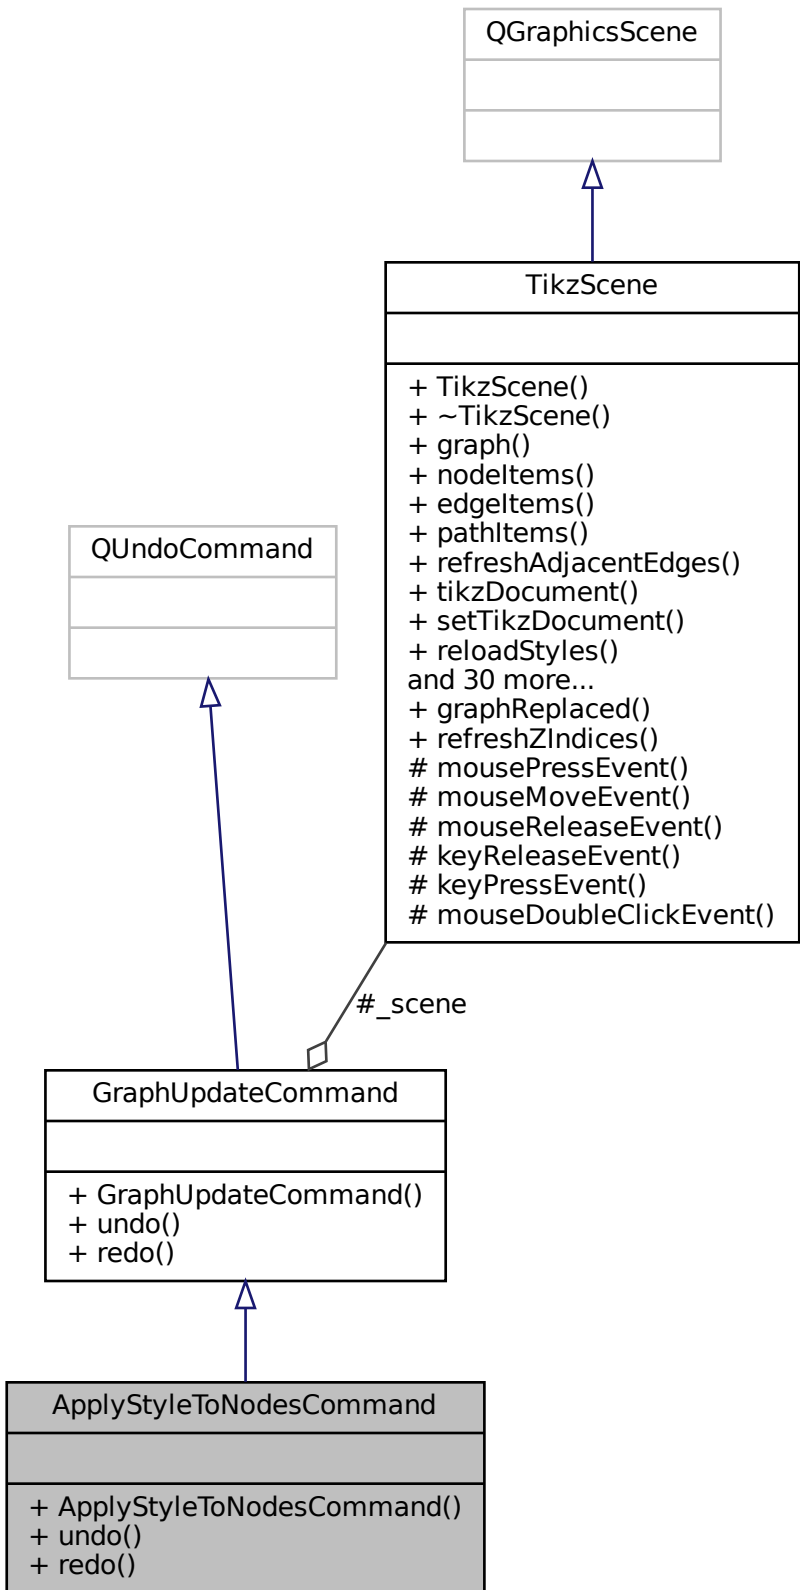 QGraphicsScene
TikzScene
+ TikzScene()
+ ~TikzScene()
+ graph()
+ nodeItems()
+ edgeItems()
+ pathItems()
+ refreshAdjacentEdges()
+ tikzDocument()
+ setTikzDocument()
+ reloadStyles()
and 30 more...
+ graphReplaced()
+ refreshZIndices()
# mousePressEvent()
# mouseMoveEvent()
# mouseReleaseEvent()
# keyReleaseEvent()
# keyPressEvent()
# mouseDoubleClickEvent()
QUndoCommand
#_scene
GraphUpdateCommand
+ GraphUpdateCommand()
+ undo()
+ redo()
ApplyStyleToNodesCommand
+ ApplyStyleToNodesCommand()
+ undo()
+ redo()